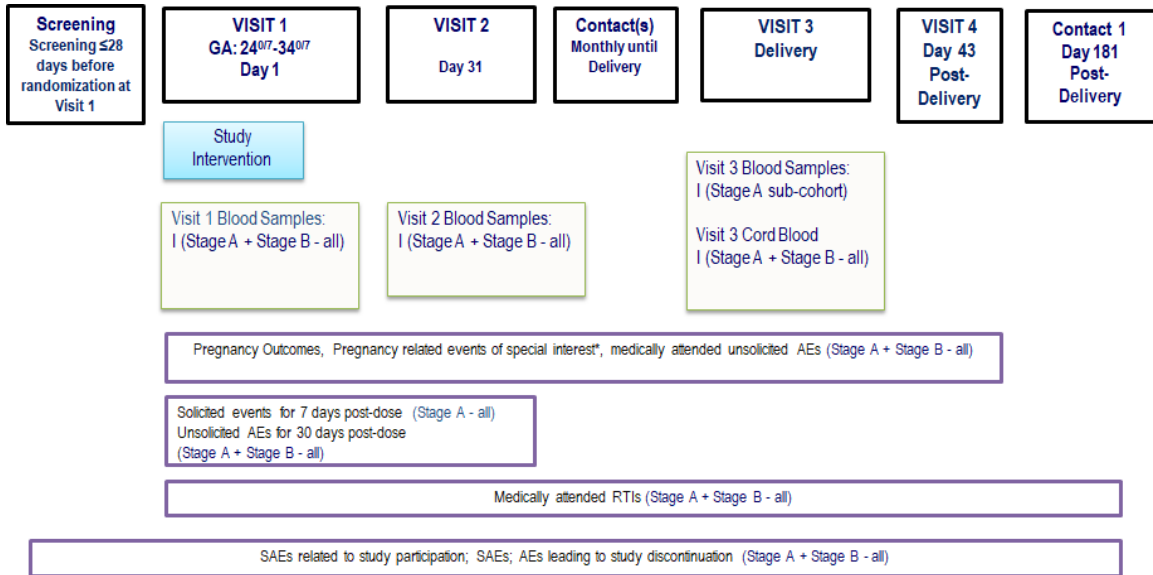 Screening
Screening ≤28
days before
randomization at
Visit 1
VISIT 1
GA: 24⁰/⁷-34⁰/⁷
Day 1
VISIT 2
Day 31
Contact(s)
Monthly until
Delivery
VISIT 3
Delivery
VISIT 4
Day 43
Post-
Delivery
Contact 1
Day 181
Post-
Delivery
Study
Intervention
Visit 1 Blood Samples:
I (Stage A + Stage B - all)
Visit 2 Blood Samples:
I (Stage A + Stage B - all)
Visit 3 Blood Samples:
I (Stage A sub-cohort)
Visit 3 Cord Blood
I (Stage A + Stage B - all)
Pregnancy Outcomes, Pregnancy related events of special interest*, medically attended unsolicited AEs (Stage A + Stage B - all)
Solicited events for 7 days post-dose (Stage A - all)
Unsolicited AEs for 30 days post-dose
(Stage A + Stage B - all)
Medically attended RTIs (Stage A + Stage B - all)
SAEs related to study participation; SAEs; AEs leading to study discontinuation (Stage A + Stage B - all)